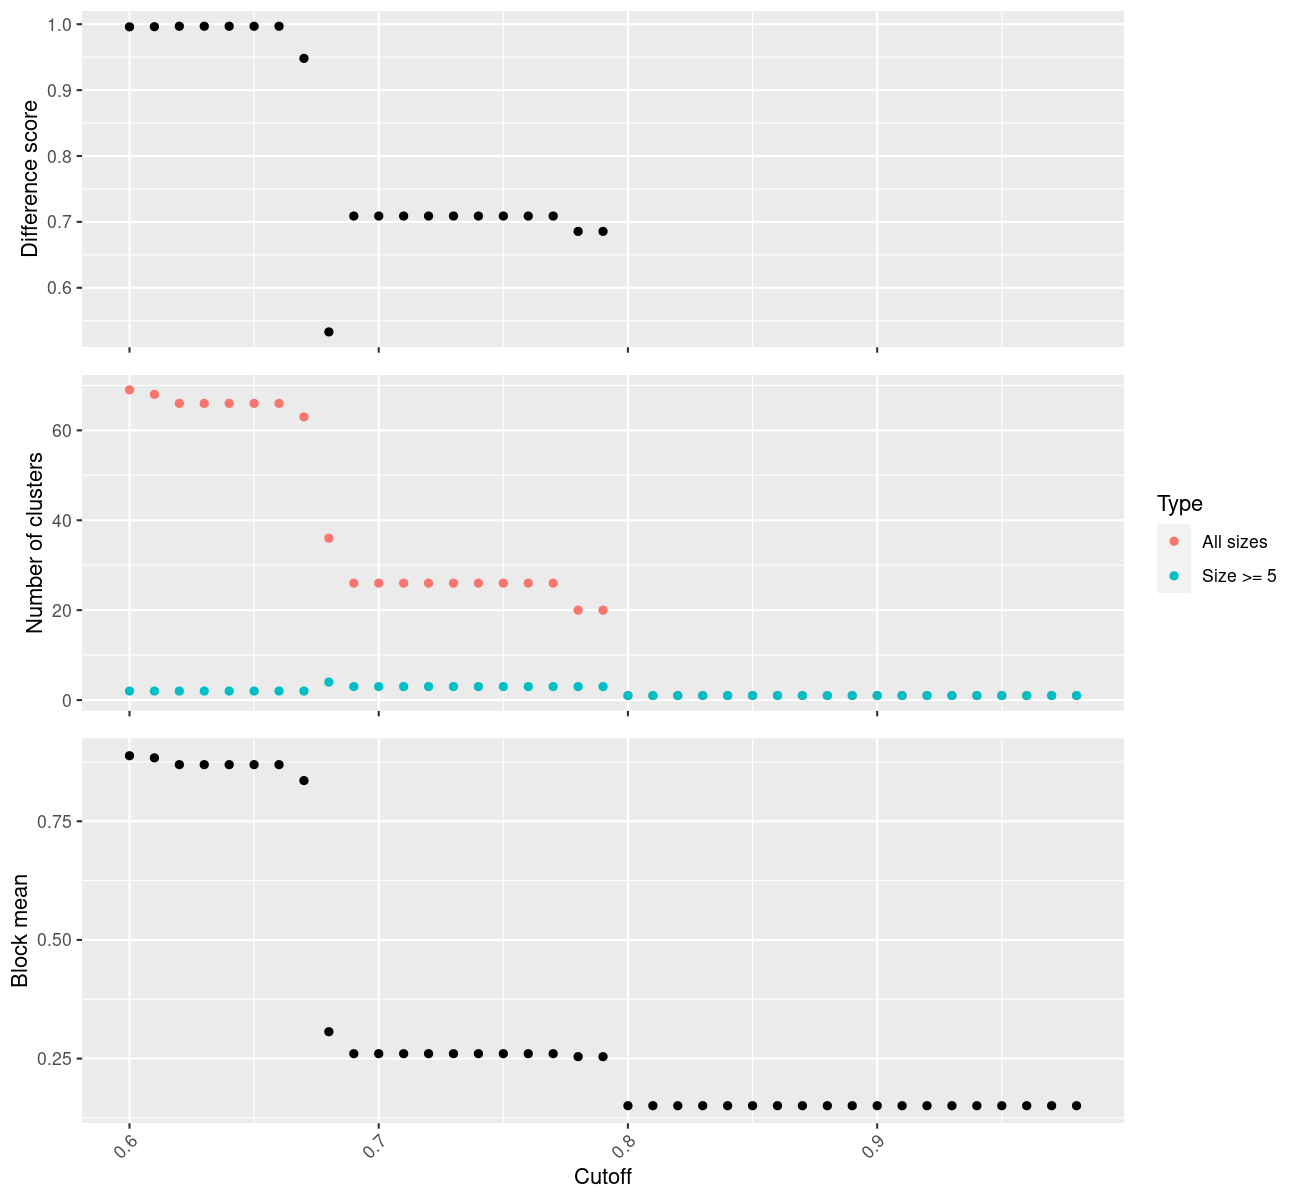 Difference score
1.0
0.9
0.8
0.7
0.6
Number of clusters
60
40
20
0
Type
All sizes
Size >= 5
Block mean
0.75
0.50
0.25
0.6
0.7
0.8
0.9
Cutoff